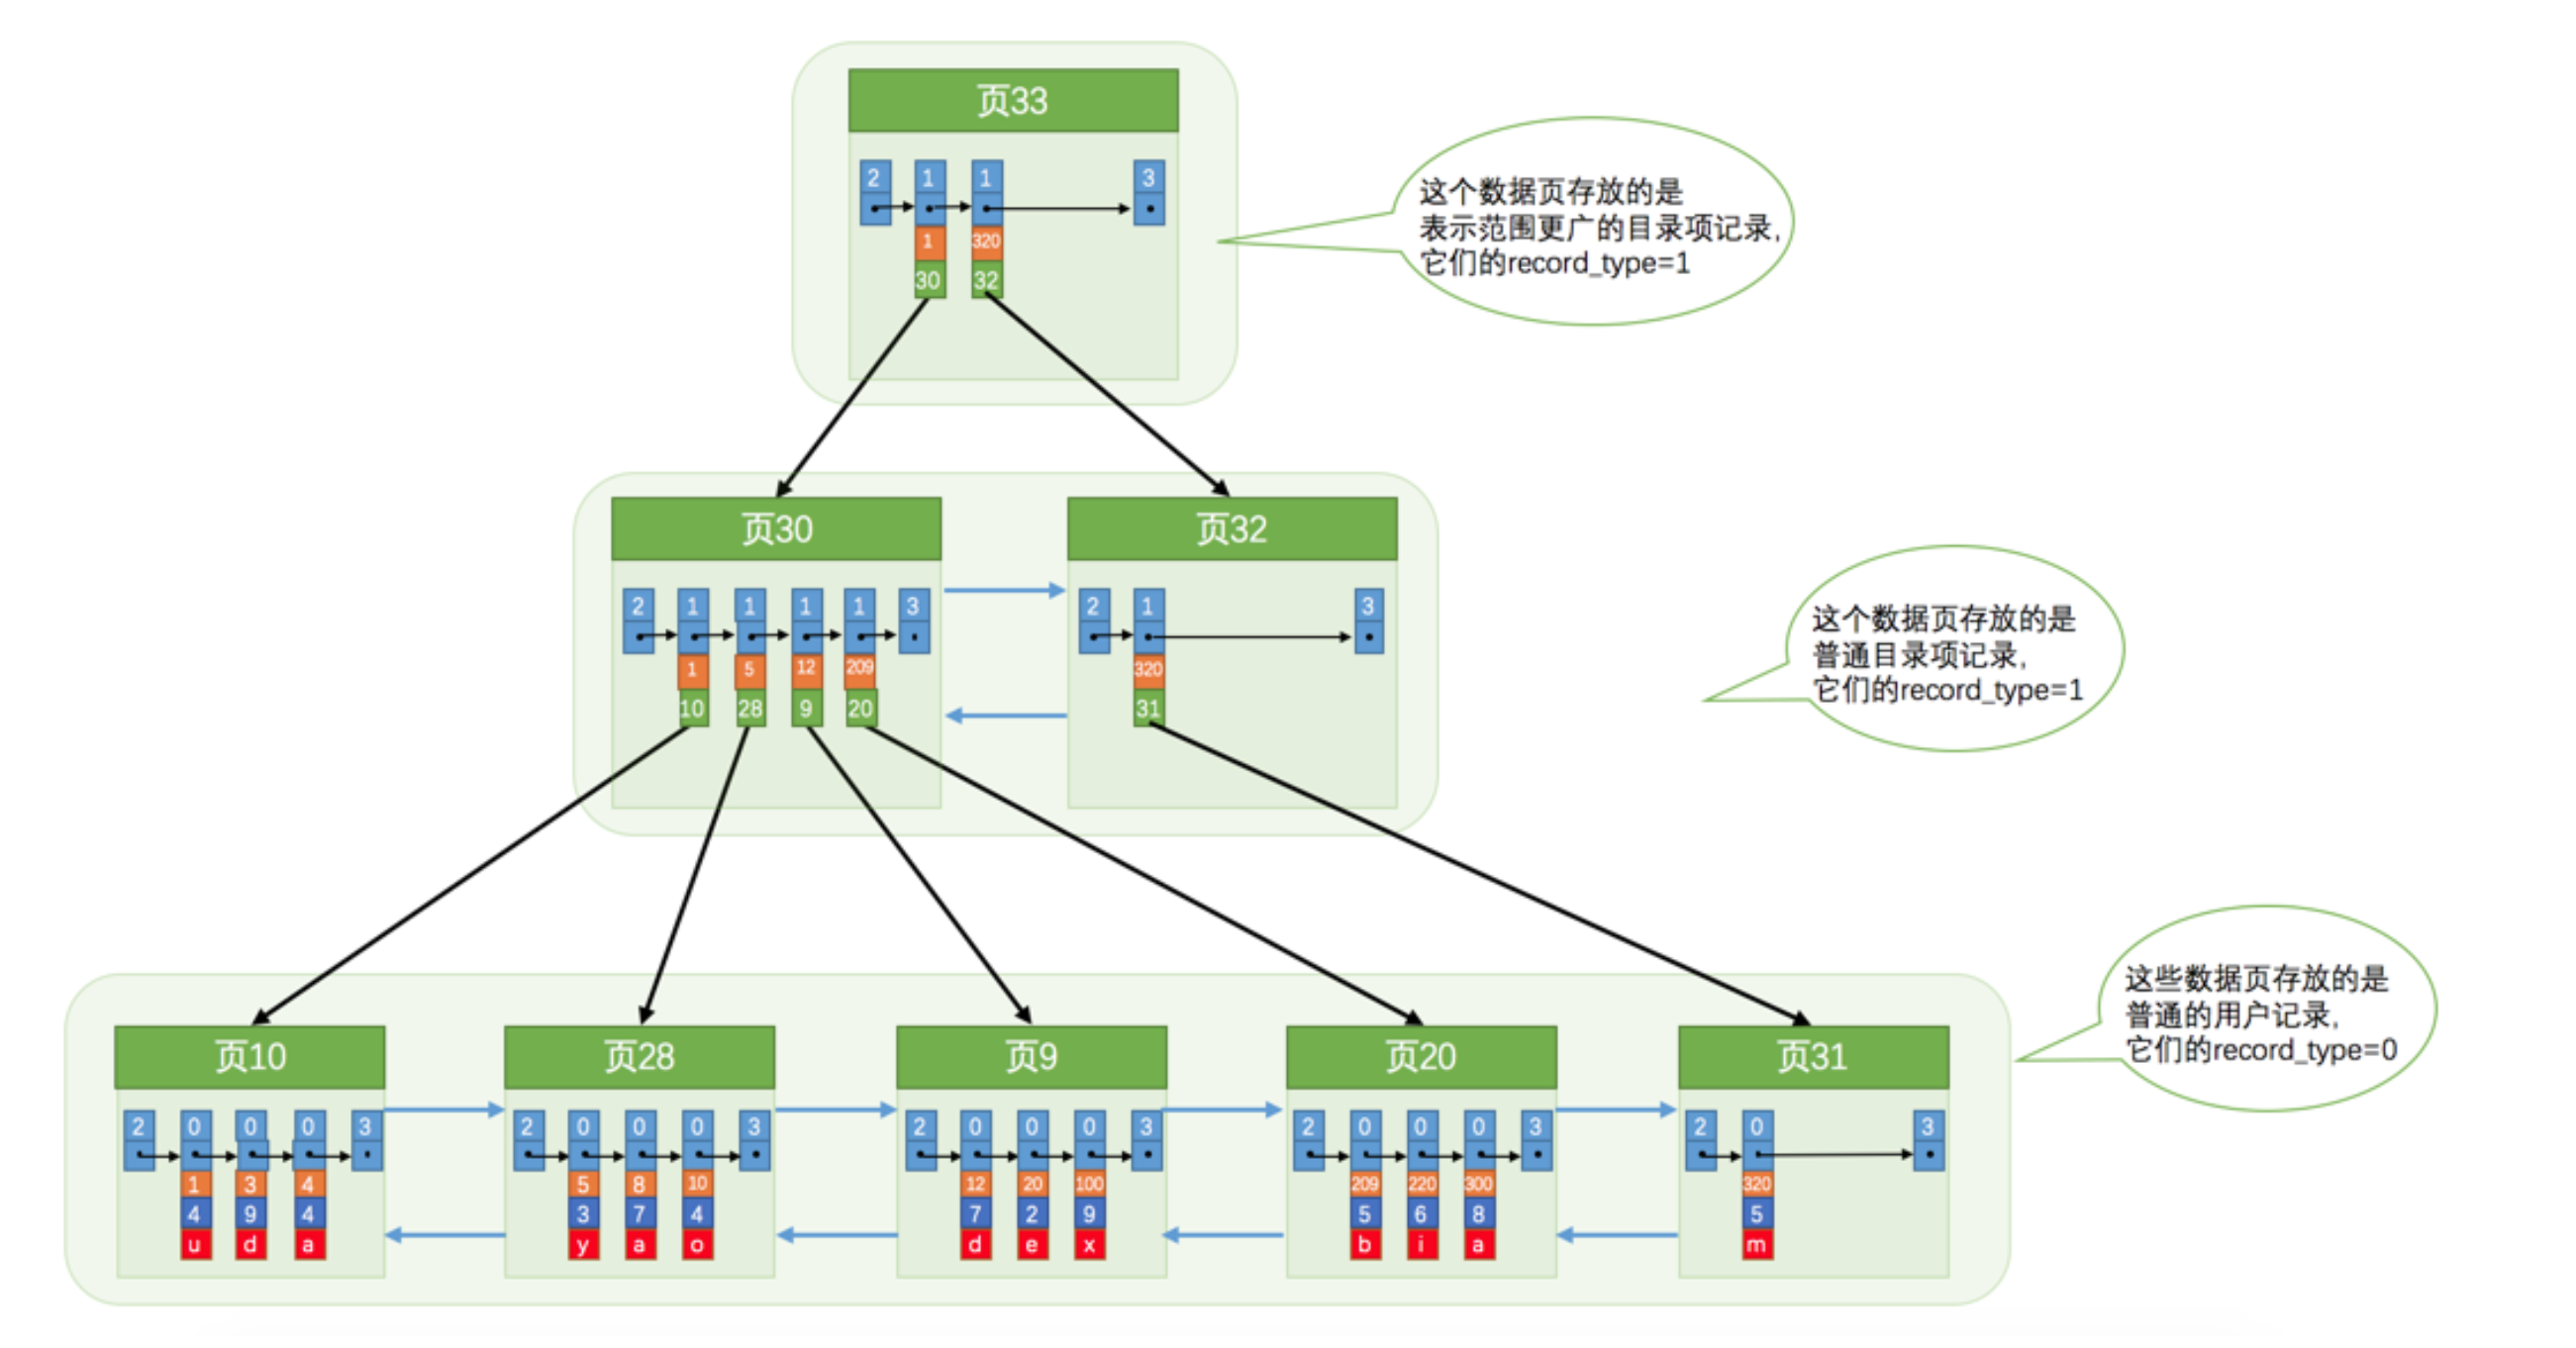 页33
2 1 1 3
1 320
30 32
这个数据页存放的是
表示范围更广的目录项记录,
它们的record_type=1
页30
2 1 1 1 1 3
1 5 12 209
10 28 9 20
页32
2 1 3
320
31
这个数据页存放的是
普通目录项记录,
它们的record_type=1
页10
2 0 0 0 3
1 3 4
4 9 4
u d a
页28
2 0 0 0 3
5 8 10
3 7 4
y a o
页9
2 0 0 0 3
12 20 100
7 2 9
d e x
页20
2 0 0 0 3
209 220 300
5 6 8
b i a
页31
2 0 3
320
5
m
这些数据页存放的是
普通的用户记录,
它们的record_type=0